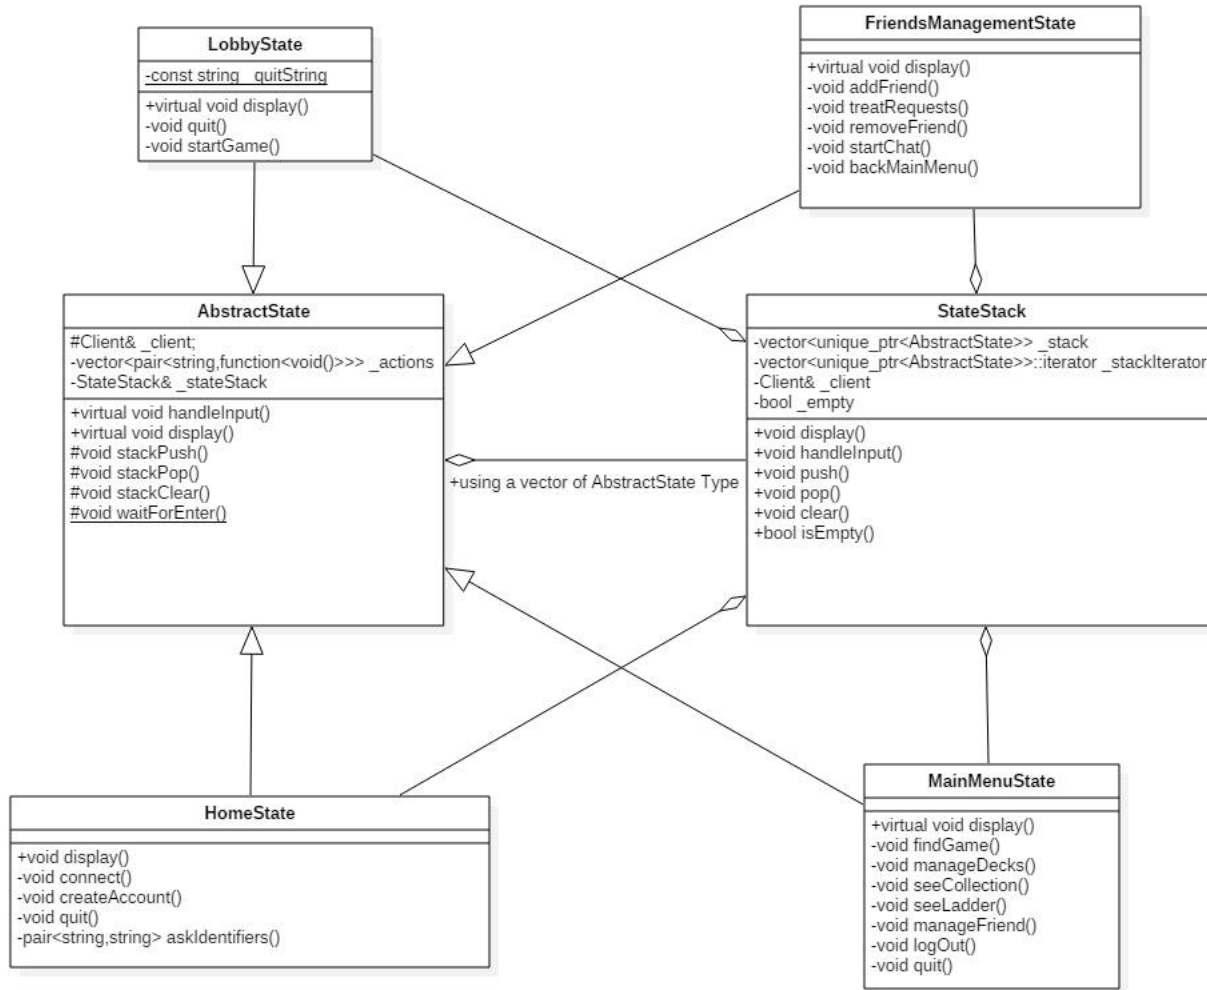 LobbyState
-const string _quitString
+virtual void display()
-void quit()
-void startGame()
FriendsManagementState
+virtual void display()
-void addFriend()
-void treatRequests()
-void removeFriend()
-void startChat()
-void backMainMenu()
AbstractState
#Client& _client;
-vector<pair<string,function<void()>>> _actions
-StateStack& _stateStack
+virtual void handleInput()
+virtual void display()
#void stackPush()
#void stackPop()
#void stackClear()
#void waitForEnter()
+using a vector of AbstractState Type
StateStack
-vector<unique_ptr<AbstractState>> _stack
-vector<unique_ptr<AbstractState>>::iterator _stackIterator
-Client& _client
-bool _empty
+void display()
+void handleInput()
+void push()
+void pop()
+void clear()
+bool isEmpty()
HomeState
+void display()
-void connect()
-void createAccount()
-void quit()
-pair<string,string> askIdentifiers()
MainMenuState
+virtual void display()
-void findGame()
-void manageDecks()
-void seeCollection()
-void seeLadder()
-void manageFriend()
-void logOut()
-void quit()